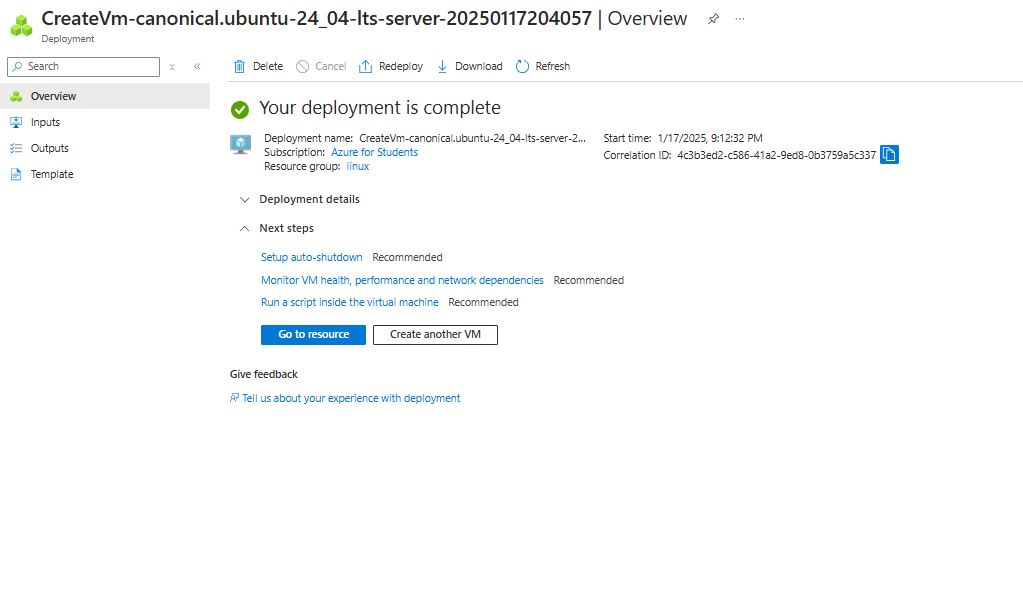 CreateVm-canonical.ubuntu-24_04-lts-server-20250117204057 | Overview
Deployment
Search
Delete Cancel Redeploy Download Refresh
Overview
Inputs
Outputs
Template
Your deployment is complete
Deployment name: CreateVm-canonical.ubuntu-24_04-lts-server-2...
Subscription: Azure for Students
Resource group: linux
Start time: 1/17/2025, 9:12:32 PM
Correlation ID: 4c3b3ed2-c586-41a2-9ed8-0b3759a5c337
Deployment details
Next steps
Setup auto-shutdown Recommended
Monitor VM health, performance and network dependencies Recommended
Run a script inside the virtual machine Recommended
Go to resource Create another VM
Give feedback
Tell us about your experience with deployment